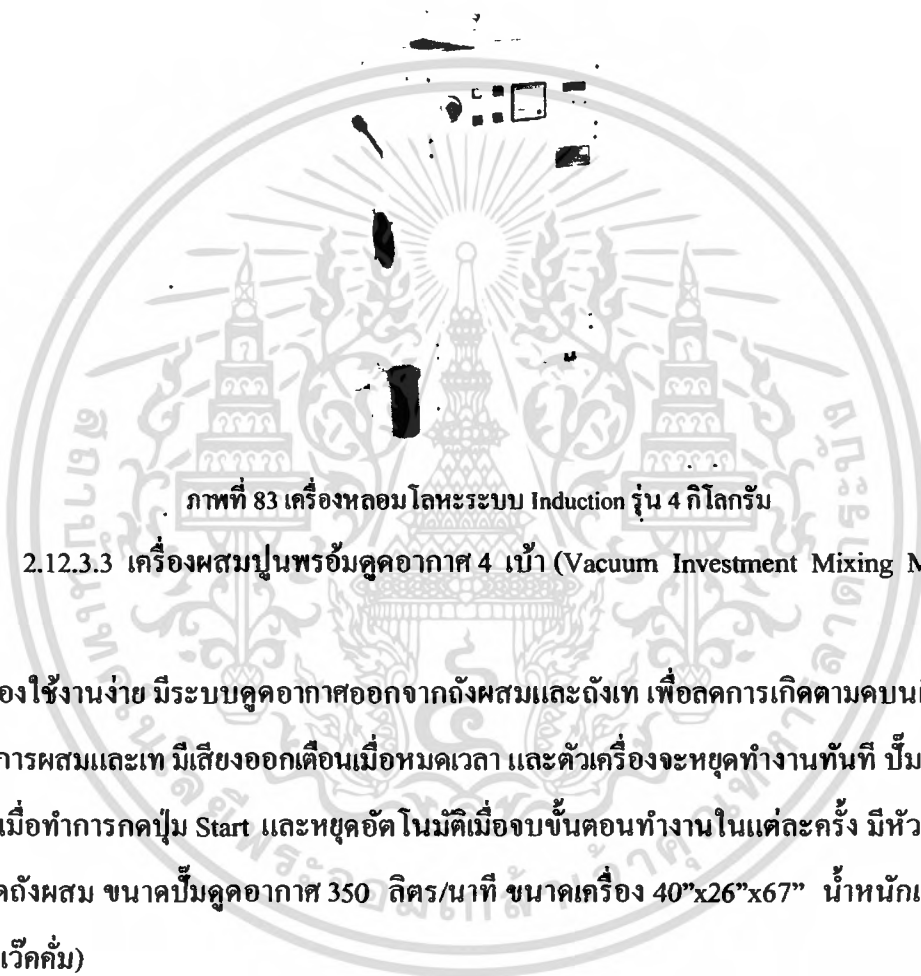 ภาพที่ 83 เครื่องหลอมโลหะระบบ Induction รุ่น 4 กิโลกรัม
2.12.3.3 เครื่องผสมปูนพร้อมดูดอากาศ 4 เบ้า (Vacuum Investment Mixing M
องใช้งานง่าย มีระบบดูดอากาศออกจากถังผสมและถังเท เพื่อลดการเกิดตามดบน
การผสมและเท มีเสียงออกเตือนเมื่อหมดเวลา และตัวเครื่องจะหยุดทำงานทันที ปั๊ม
เมื่อทำการกดปุ่ม Start และหยุดอัตโนมัติเมื่อจบขั้นตอนทำงานในแต่ละครั้ง มีหัว
ถังผสม ขนาดปั๊มดูดอากาศ 350 ลิตร/นาที ขนาดเครื่อง 40”x26”x67” น้ำหนัก
เว๊คคั่ม)